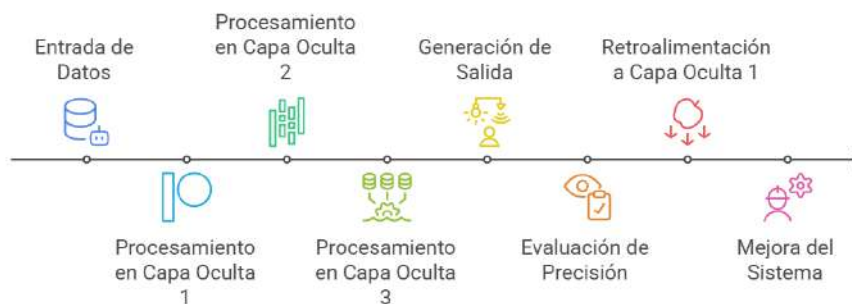 Entrada de
Datos
Procesamiento
en Capa Oculta
1
Procesamiento
en Capa Oculta
2
Procesamiento
en Capa Oculta
3
Generación de
Salida
Evaluación de
Precisión
Retroalimentación
a Capa Oculta 1
Mejora del
Sistema